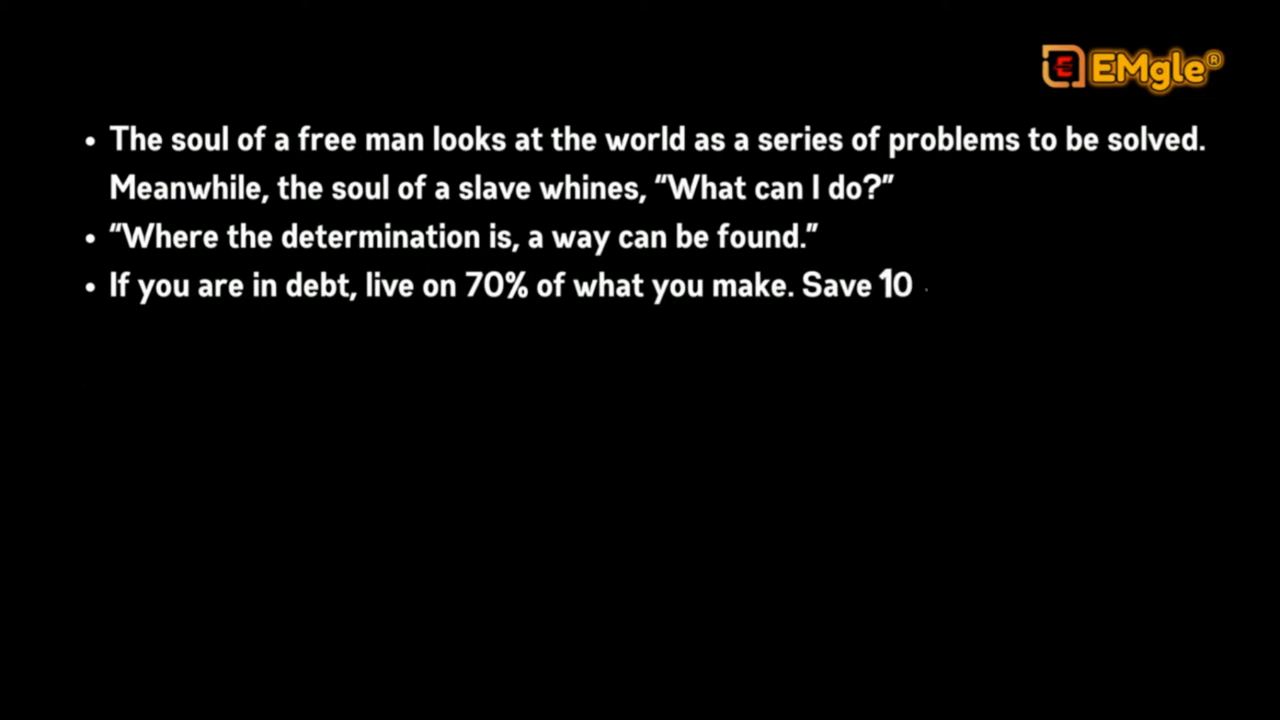 EMgle®
• The soul of a free man looks at the world as a series of problems to be solved.
Meanwhile, the soul of a slave whines, “What can I do?”
• “Where the determination is, a way can be found.”
• If you are in debt, live on 70% of what you make. Save 10